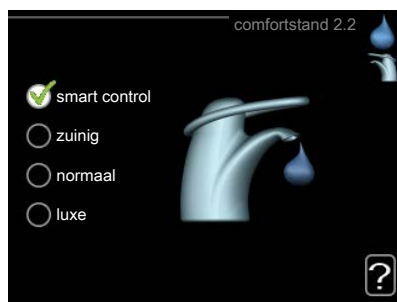 comfortstand 2.2
smart control
zuinig
normaal
luxe
?